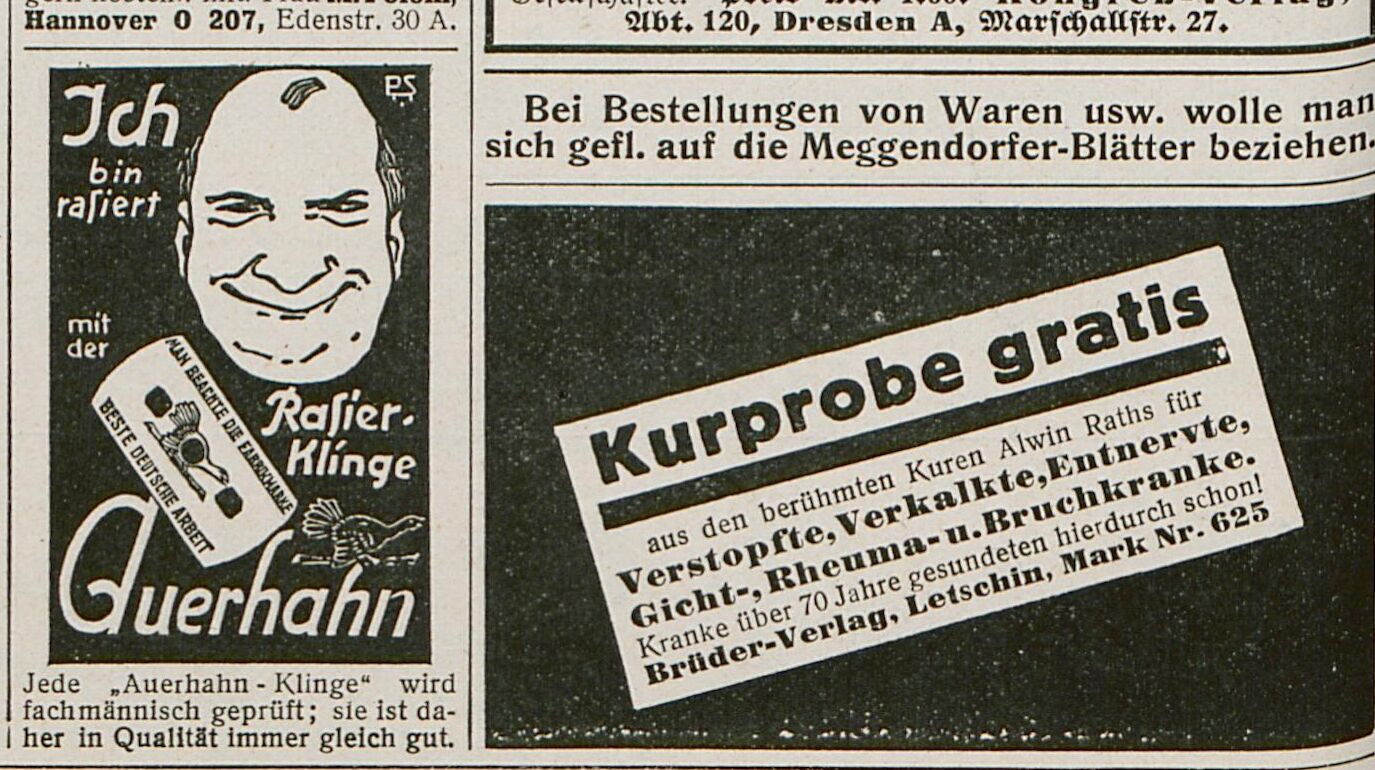 Hannover O 207, Edenstr. 30 A.
Ich
bin
raſiert
PS
mit
der
MAN BEACHTE DIE FABRIKMARKE
BESTE DEUTSCHE ARBEIT
Raſier-
Klinge
Auerhahn
Jede „Auerhahn - Klinge“ wird
fachmännisch geprüft; sie ist da-
her in Qualität immer gleich gut.
Abt. 120, Dresden A, Marſchallſtr. 27.
Bei Bestellungen von Waren usw. wolle man
sich gefl. auf die Meggendorfer-Blätter beziehen.
Kurprobe gratis
aus den berühmten Kuren Alwin Raths für
Verstopfte, Verkalkte, Entnervte,
Gicht-, Rheuma- u. Bruchkranke.
Kranke über 70 Jahre gesundeten hierdurch schon!
Brüder-Verlag, Letschin, Mark Nr. 625